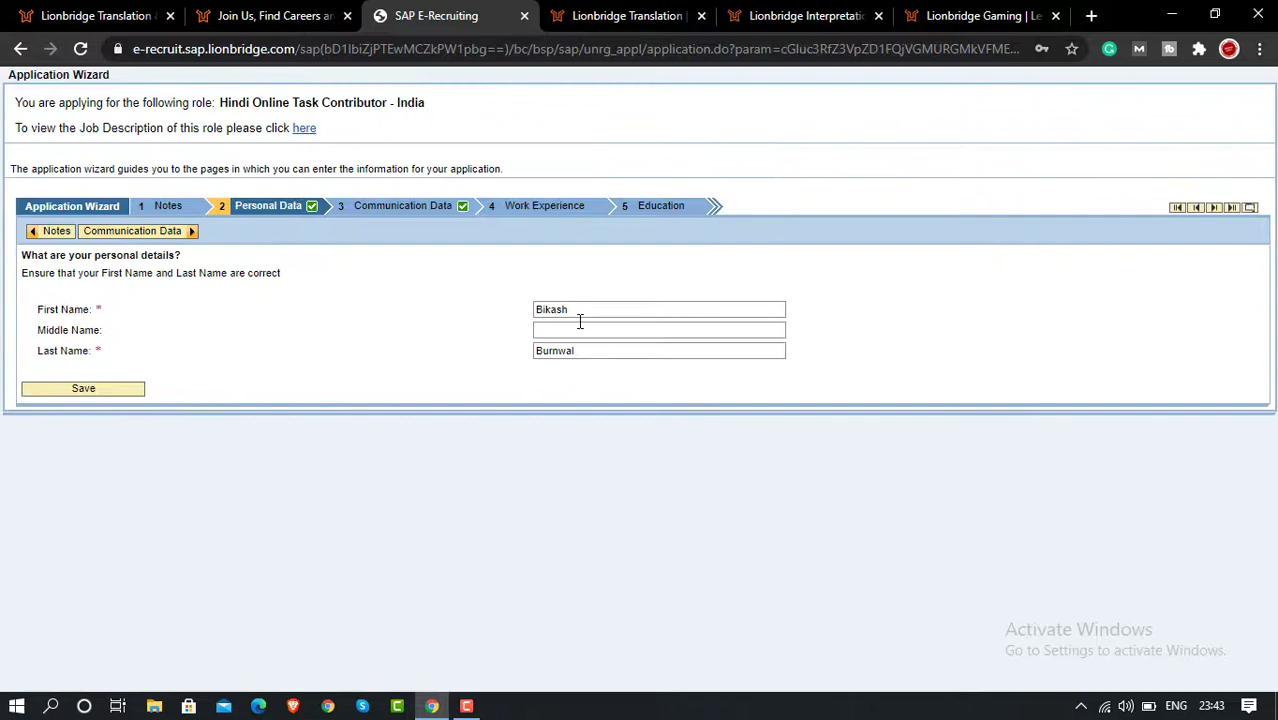 Lionbridge Translation &
Join Us, Find Careers an
SAP E-Recruiting
Lionbridge Translation |
Lionbridge Interpretatio
Lionbridge Gaming | Le
e-recruit.sap.lionbridge.com/sap(bD1lbiZjPTEwMCZkPW1pbg==)/bc/bsp/sap/unrg_appl/application.do?param=cGluc3RfZ3VpZD1FQjVGMURGMkVFME...
Application Wizard
You are applying for the following role: Hindi Online Task Contributor - India
To view the Job Description of this role please click here
The application wizard guides you to the pages in which you can enter the information for your application.
Application Wizard 1 Notes 2 Personal Data 3 Communication Data 4 Work Experience 5 Education
Notes Communication Data
What are your personal details?
Ensure that your First Name and Last Name are correct
First Name: * Bikash
Middle Name:
Last Name: * Burnwal
Save
Activate Windows
Go to Settings to activate Windows.
ENG 23:43